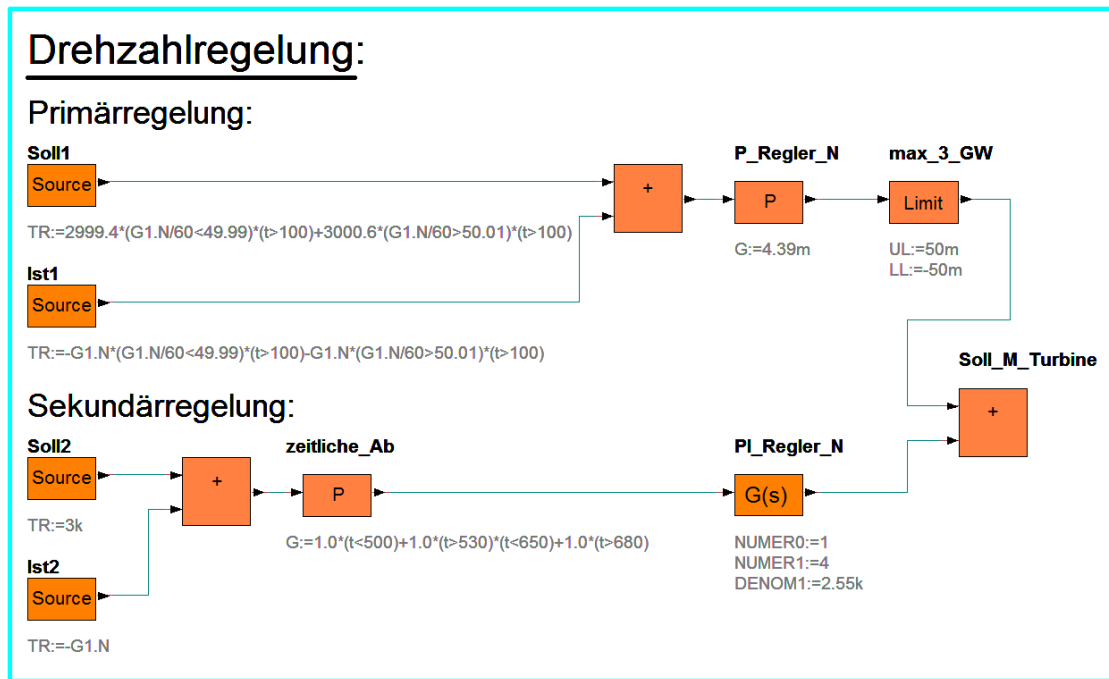 Drehzahlregelung:
Primärregelung:
Soll1
Source
TR:=2999.4*(G1.N/60<49.99)*(t>100)+3000.6*(G1.N/60>50.01)*(t>100)
Ist1
Source
TR:=-G1.N*(G1.N/60<49.99)*(t>100)-G1.N*(G1.N/60>50.01)*(t>100)
+
P_Regler_N
P
G:=4.39m
max_3_GW
Limit
UL:=50m
LL:=-50m
Soll_M_Turbine
+
Sekundärregelung:
Soll2
Source
TR:=3k
Ist2
Source
TR:=-G1.N
+
zeitliche_Ab
P
G:=1.0*(t<500)+1.0*(t>530)*(t<650)+1.0*(t>680)
PI_Regler_N
G(s)
NUMER0:=1
NUMER1:=4
DENOM1:=2.55k